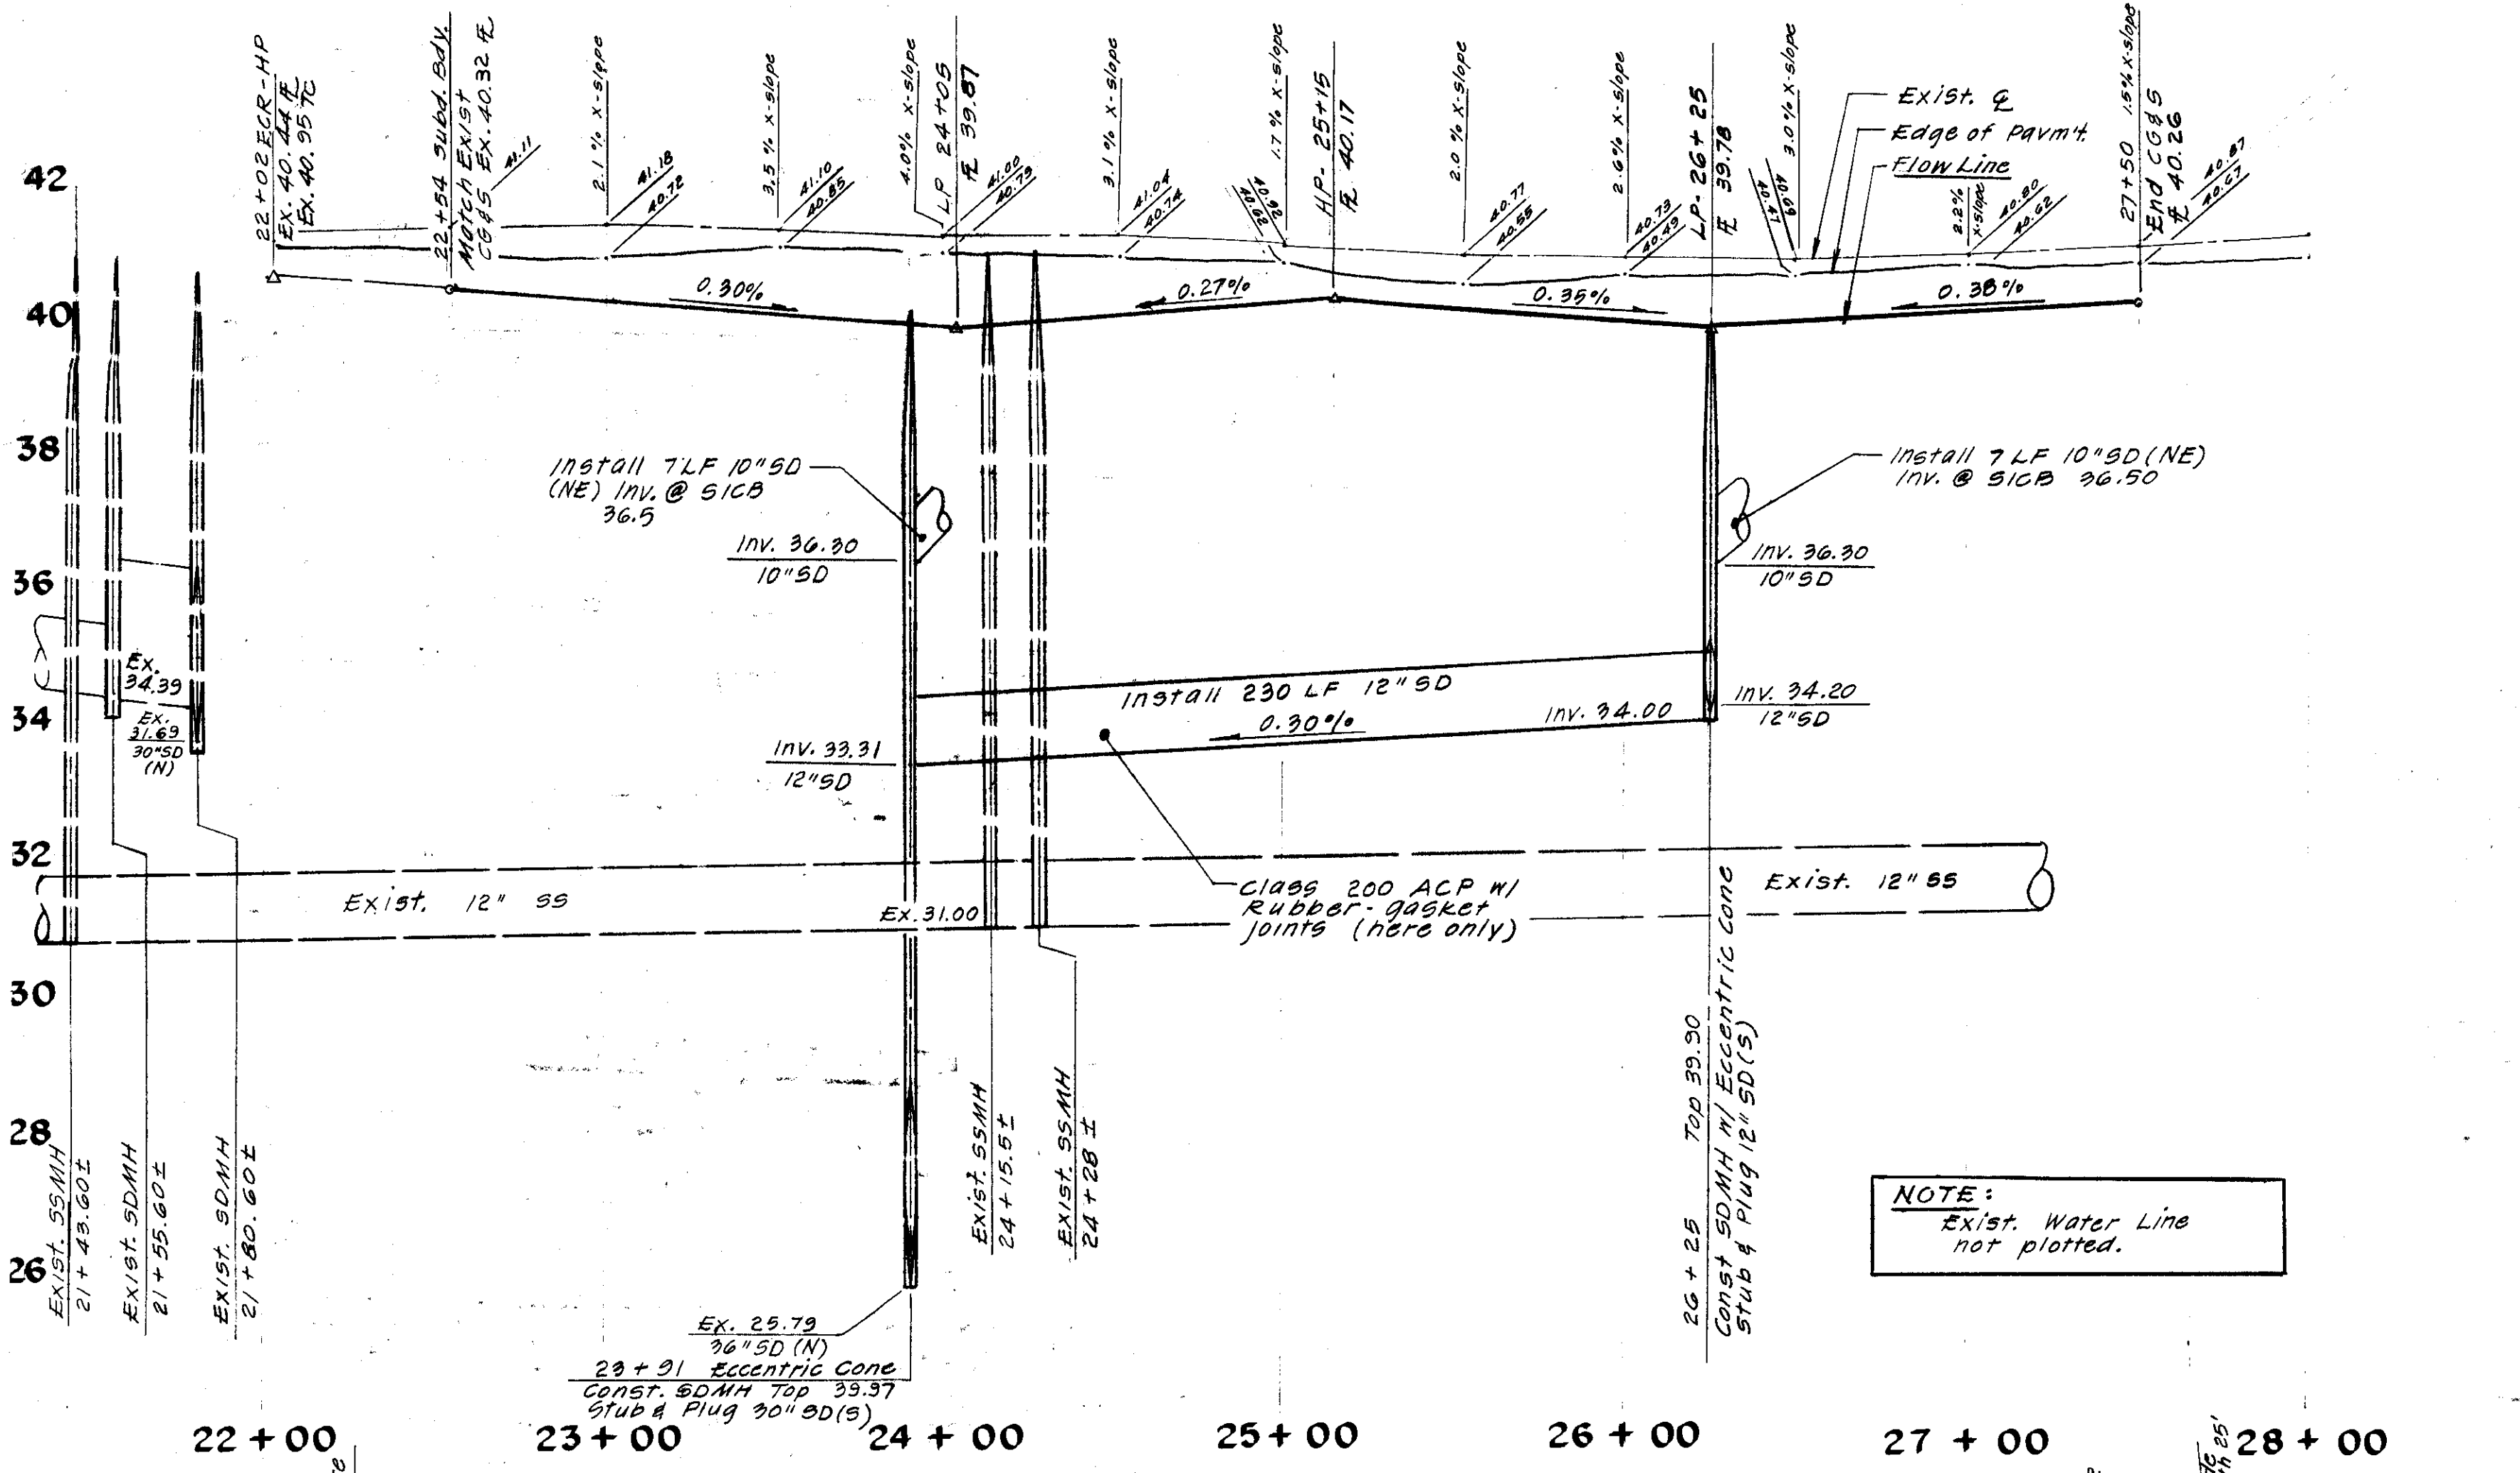 22+02 ECR-HP
Ex. 40.44 FL
Ex. 40.95 TC
22+54 Subd. Bdy.
Match Exist
CG&S Ex. 40.32 FL
41.11
2.1% x-slope
41.18
40.72
3.5% x-slope
41.10
40.85
4.0% x-slope
LP 24+05
FL 39.87
41.00
40.79
3.1% x-slope
41.04
40.74
1.7% x-slope
HP- 25+15
FL 40.17
2.0% x-slope
40.77
40.55
2.6% x-slope
40.73
40.49
LP-26+25
FL 39.78
3.0% x-slope
40.69
40.47
Exist. CL
Edge of Pavm't.
Flow Line
2.2%
x-slope
40.80
40.62
27+50 1.5% x-slope
End CG&S
FL 40.26
40.87
40.67
42
40
38
36
34
32
30
28
26
0.30%
0.27%
0.35%
0.38%
Install 7 LF 10" SD
(NE) Inv. @ SICB
36.5
Inv. 36.30
10" SD
Install 7 LF 10" SD (NE)
Inv. @ SICB 36.50
Inv. 36.30
10" SD
Ex.
34.39
Ex.
31.69
30" SD
(N)
Install 230 LF 12" SD
0.30%
Inv. 34.00
Inv. 34.20
12" SD
Inv. 33.31
12" SD
Exist. 12" SS
Ex. 31.00
Class 200 ACP w/
Rubber-gasket
joints (here only)
Exist. 12" SS
Exist. SSMH
21+43.60±
Exist. SDMH
21+55.60±
Exist. SDMH
21+80.60±
Exist. SSMH
24+15.5±
Exist. SSMH
24+28±
26+25 Top 39.90
Const SDMH w/ Eccentric Cone
Stub & Plug 12" SD (S)
Ex. 25.79
36" SD (N)
23+91 Eccentric Cone
Const. SDMH Top 39.97
Stub & Plug 30" SD (S)
NOTE:
Exist. Water Line
not plotted.
22+00
23+00
24+00
25+00
26+00
27+00
28+00